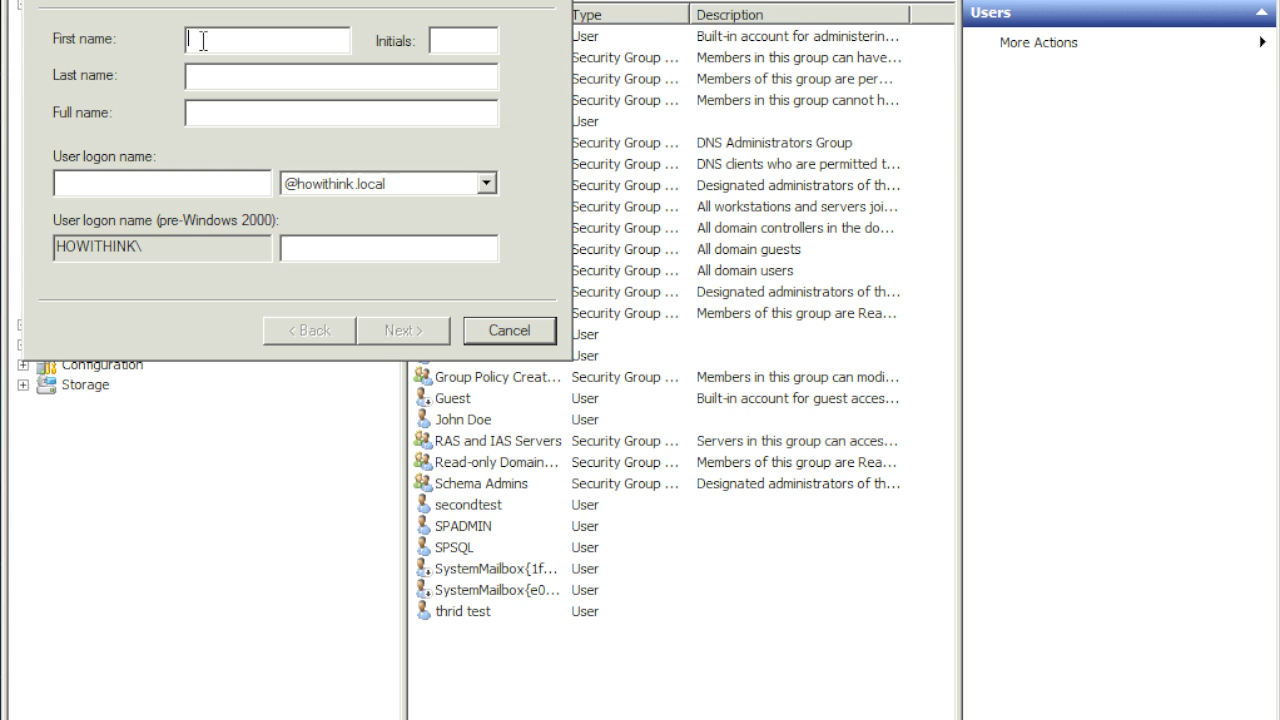 First name:
Initials:
Last name:
Full name:
User logon name:
@howithink.local
User logon name (pre-Windows 2000):
HOWITHINK\
< Back
Next >
Cancel
Configuration
Storage
Type Description
User Built-in account for administerin...
Security Group ... Members in this group can have...
Security Group ... Members of this group are per...
Security Group ... Members in this group cannot h...
User
Security Group ... DNS Administrators Group
Security Group ... DNS clients who are permitted t...
Security Group ... Designated administrators of th...
Security Group ... All workstations and servers joi...
Security Group ... All domain controllers in the do...
Security Group ... All domain guests
Security Group ... All domain users
Security Group ... Designated administrators of th...
Security Group ... Members of this group are Rea...
User
User
Group Policy Creat... Security Group ... Members in this group can modi...
Guest User Built-in account for guest acces...
John Doe User
RAS and IAS Servers Security Group ... Servers in this group can acces...
Read-only Domain... Security Group ... Members of this group are Rea...
Schema Admins Security Group ... Designated administrators of th...
secondtest User
SPADMIN User
SPSQL User
SystemMailbox{1f... User
SystemMailbox{e0... User
thrid test User
Users
More Actions